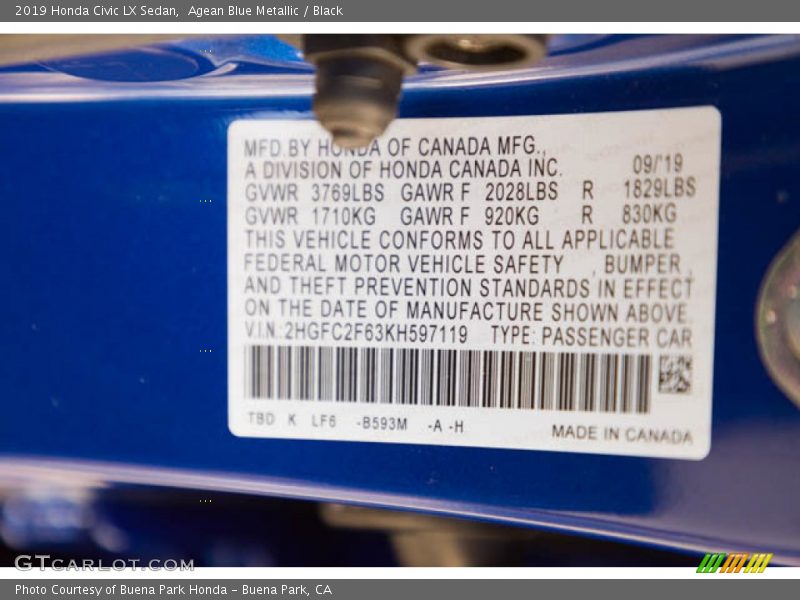 2019 Honda Civic LX Sedan,  Agean Blue Metallic / Black
MFD.BY HONDA OF CANADA MFG.,
A DIVISION OF HONDA CANADA INC. 09/'19
GVWR 3769LBS GAWR F 2028LBS R 1829LBS
GVWR 1710KG GAWR F 920KG R 830KG
THIS VEHICLE CONFORMS TO ALL APPLICABLE
FEDERAL MOTOR VEHICLE SAFETY , BUMPER ,
AND THEFT PREVENTION STANDARDS IN EFFECT
ON THE DATE OF MANUFACTURE SHOWN ABOVE.
V.I.N.:2HGFC2F63KH597119 TYPE: PASSENGER CAR
TBD K LF6 -B593M -A -H
MADE IN CANADA
GTCARLOT.COM
Photo Courtesy of Buena Park Honda – Buena Park, CA